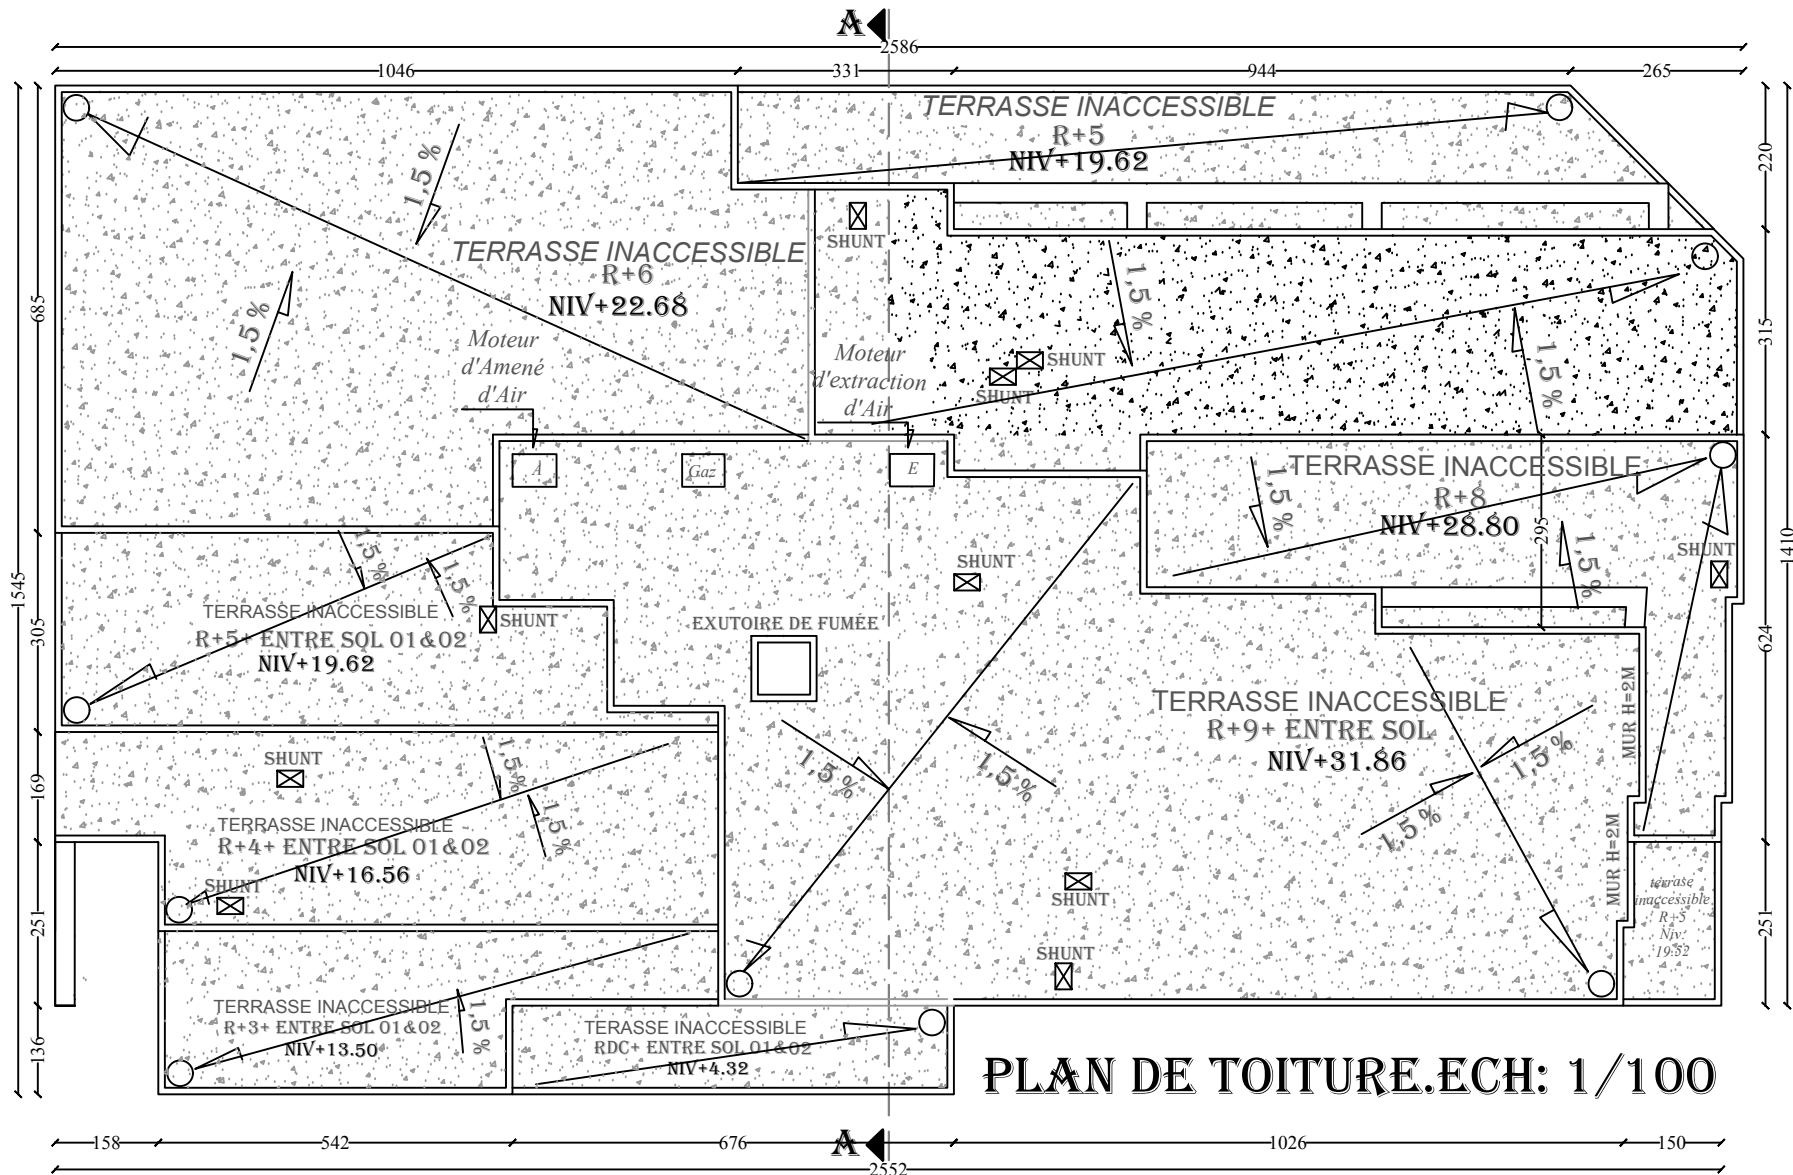 A
2586
1046
331
944
265
TERRASSE INACCESSIBLE
R+5
NIV+19.62
1,5 %
220
SHUNT
TERRASSE INACCESSIBLE
R+6
NIV+22.68
1,5 %
1,5 %
685
315
Moteur
d'Amené
d'Air
Moteur
d'extraction
d'Air
SHUNT
SHUNT
1,5 %
A
Gaz
E
TERRASSE INACCESSIBLE
R+8
NIV+28.80
1,5 %
295
1,5 %
SHUNT
1545
1410
1,5 %
1,5 %
SHUNT
TERRASSE INACCESSIBLE
R+5+ ENTRE SOL 01&02
NIV+19.62
SHUNT
305
EXUTOIRE DE FUMÉE
624
MUR H=2M
TERRASSE INACCESSIBLE
R+9+ ENTRE SOL
NIV+31.86
1,5 %
1,5 %
1,5 %
1,5 %
SHUNT
1,5 %
169
TERRASSE INACCESSIBLE
R+4+ ENTRE SOL 01&02
NIV+16.56
1,5 %
SHUNT
MUR H=2M
SHUNT
terrase
inaccessible
R+5
Niv:
19.52
251
251
SHUNT
TERRASSE INACCESSIBLE
R+3+ ENTRE SOL 01&02
NIV+13.50
1,5 %
TERASSE INACCESSIBLE
RDC+ ENTRE SOL 01&02
NIV+4.32
136
PLAN DE TOITURE.ECH: 1/100
158
542
676
A
1026
150
2552